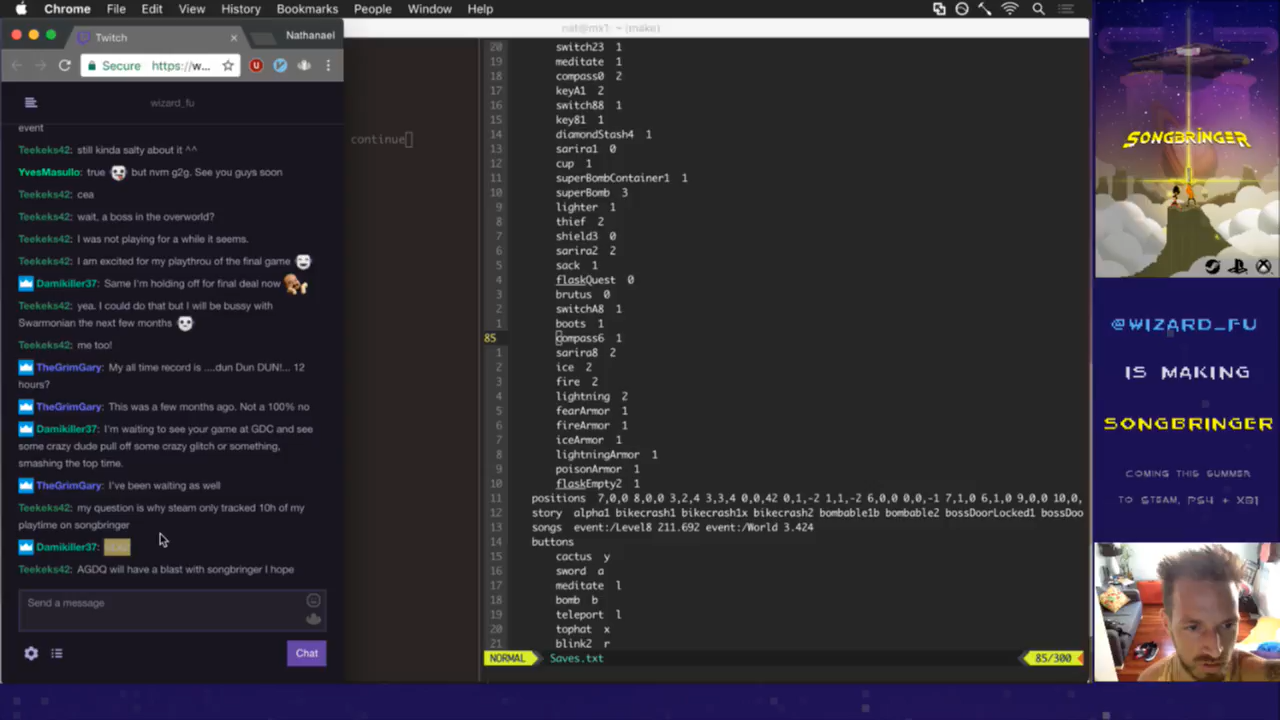 Chrome File Edit View History Bookmarks People Window Help
Twitch
Nathanael
Secure https://w...
nat@mx1: ~ (make)
wizard_fu
event
Teekeks42: still kinda salty about it ^^
YvesMasullo: true but nvm g2g. See you guys soon
Teekeks42: cea
Teekeks42: wait, a boss in the overworld?
Teekeks42: I was not playing for a while it seems.
Teekeks42: I am excited for my playthrou of the final game
Damikiller37: Same I'm holding off for final deal now
Teekeks42: yea. I could do that but I will be bussy with
Swarmonian the next few months
Teekeks42: me too!
TheGrimGary: My all time record is ....dun Dun DUN!... 12
hours?
TheGrimGary: This was a few months ago. Not a 100% no
Damikiller37: I'm waiting to see your game at GDC and see
some crazy dude pull off some crazy glitch or something,
smashing the top time.
TheGrimGary: I've been waiting as well
Teekeks42: my question is why steam only tracked 10h of my
playtime on songbringer
Damikiller37:
Teekeks42: AGDQ will have a blast with songbringer I hope
Send a message
Chat
continue
20 switch23 1
19 meditate 1
18 compass0 2
17 keyA1 2
16 switch88 1
15 key81 1
14 diamondStash4 1
13 sarira1 0
12 cup 1
11 superBombContainer1 1
10 superBomb 3
9 lighter 1
8 thief 2
7 shield3 0
6 sarira2 2
5 sack 1
4 flaskQuest 0
3 brutus 0
2 switchA8 1
1 boots 1
85 compass6 1
1 sarira8 2
2 ice 2
3 fire 2
4 lightning 2
5 fearArmor 1
6 fireArmor 1
7 iceArmor 1
8 lightningArmor 1
9 poisonArmor 1
10 flaskEmpty2 1
11 positions 7,0,0 8,0,0 3,2,4 3,3,4 0,0,42 0,1,-2 1,1,-2 6,0,0 0,0,-1 7,1,0 6,1,0 9,0,0 10,0,
12 story alpha1 bikecrash1 bikecrash1x bikecrash2 bombable1b bombable2 bossDoorLocked1 bossDoo
13 songs event:/Level8 211.692 event:/World 3.424
14 buttons
15 cactus y
16 sword a
17 meditate l
18 bomb b
19 teleport l
20 tophat x
21 blink2 r
NORMAL Saves.txt 85/300
SONGBRINGER
@WIZARD_FU
IS MAKING
SONGBRINGER
COMING THIS SUMMER
TO STEAM, PS4 + XB1